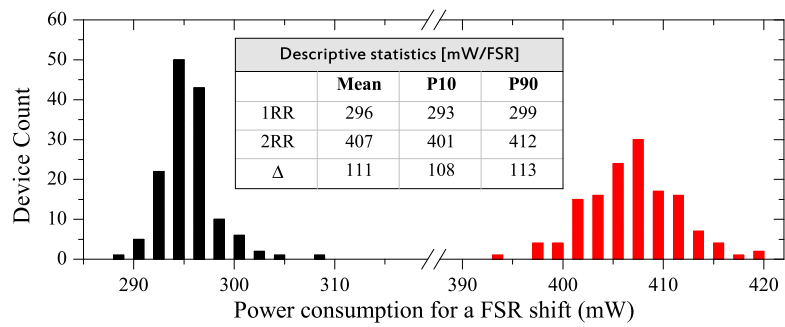 60
50
40
30
20
10
0
Device Count
Descriptive statistics [mW/FSR]
Mean P10 P90
1RR 296 293 299
2RR 407 401 412
Δ 111 108 113
290 300 310 390 400 410 420
Power consumption for a FSR shift (mW)